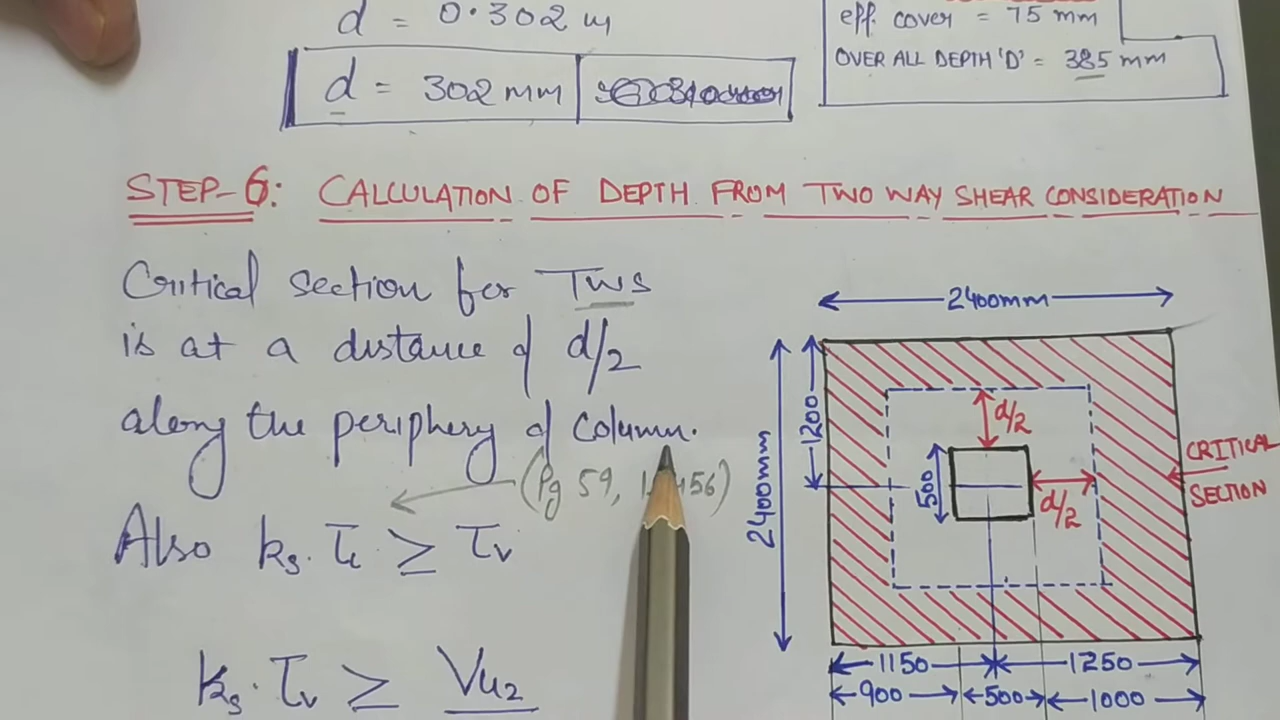 d = 0.302 m
d = 302 mm
eff. cover = 75 mm
OVER ALL DEPTH 'D' = 385 mm
STEP-6: CALCULATION OF DEPTH FROM TWO WAY SHEAR CONSIDERATION
Critical section for TWS
is at a distance of d/2
along the periphery of column.
(Pg 59, 456)
Also ks. τc ≥ τv
ks. τv ≥ Vu2
2400mm
1200
2400mm
500
d/2
d/2
CRITICAL
SECTION
1150 1250
900 500 1000